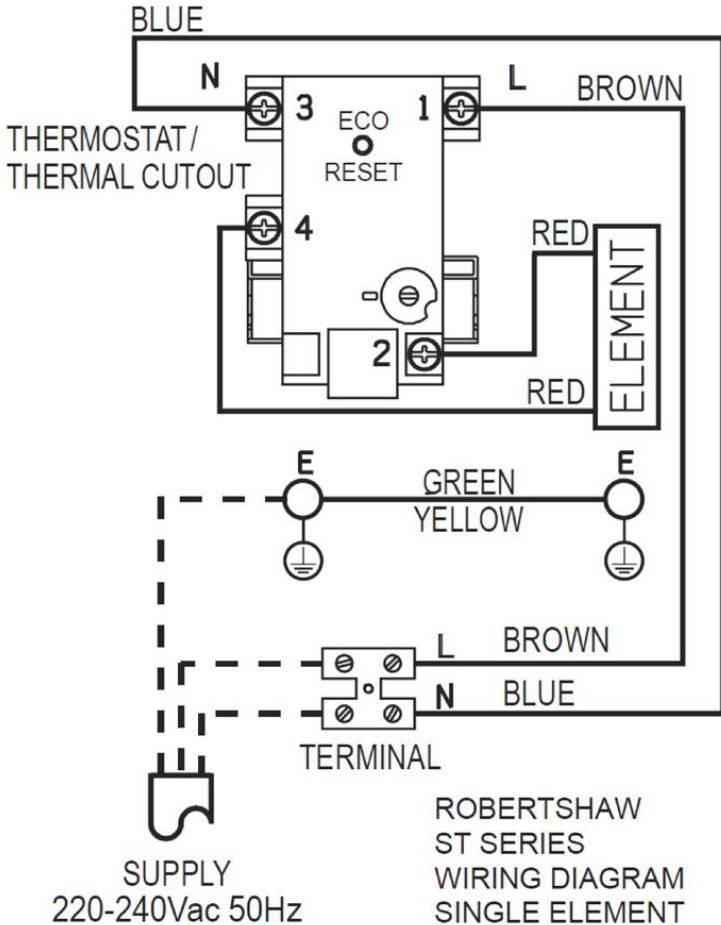 BLUE
N
L
BROWN
3
ECO
1
RESET
THERMOSTAT/
THERMAL CUTOUT
4
RED
ELEMENT
2
RED
E
E
GREEN
YELLOW
L
BROWN
N
BLUE
TERMINAL
SUPPLY
220-240Vac 50Hz
ROBERTSHAW
ST SERIES
WIRING DIAGRAM
SINGLE ELEMENT